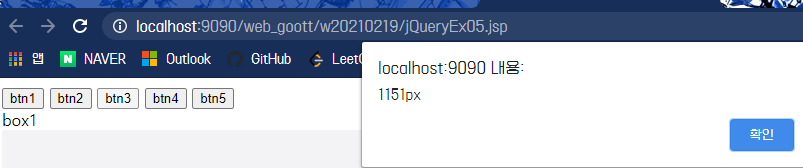 localhost:9090/web_goott/w20210219/jQueryEx05.jsp
앱 NAVER Outlook GitHub
localhost:9090 내용:
1151px
확인
btn1 btn2 btn3 btn4 btn5
box1